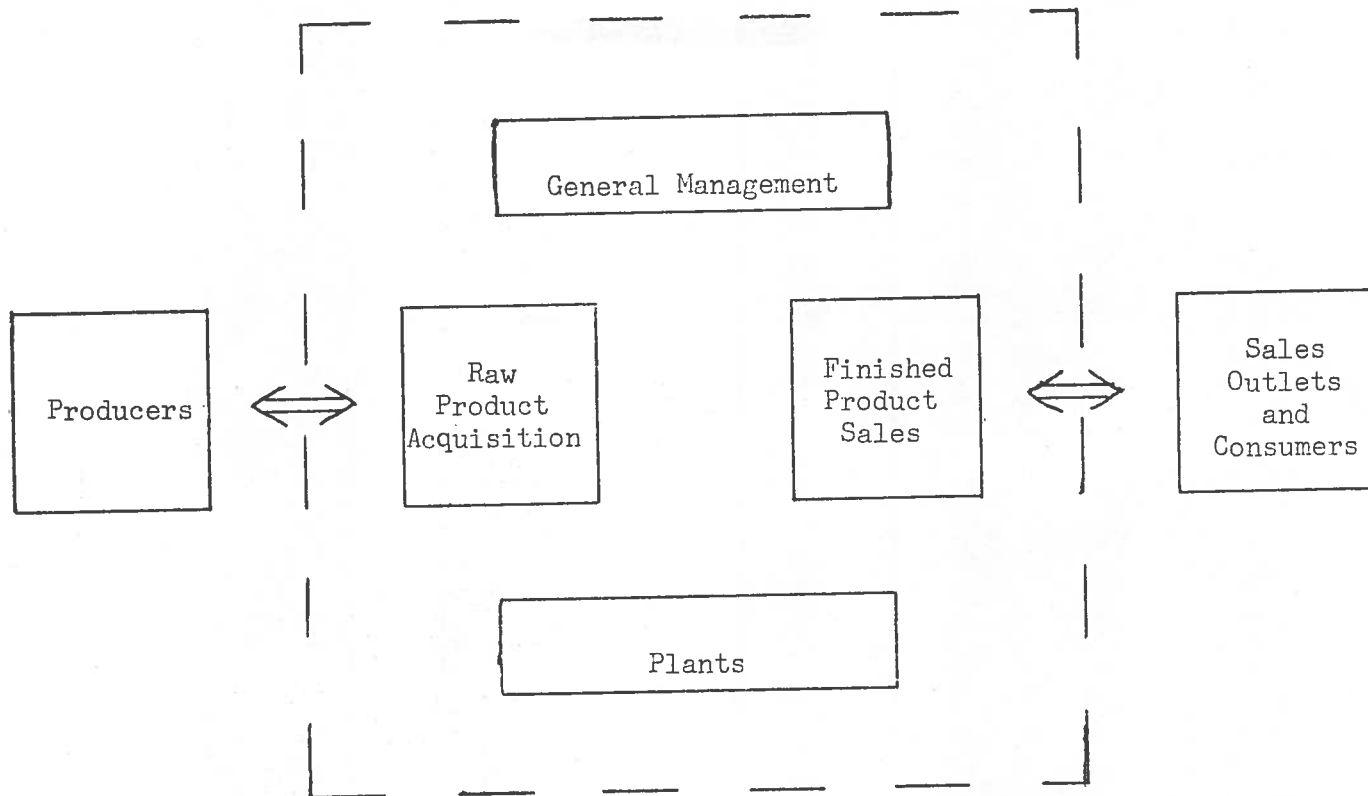 General Management
Producers
Raw
Product
Acquisition
Finished
Product
Sales
Sales
Outlets
and
Consumers
Plants